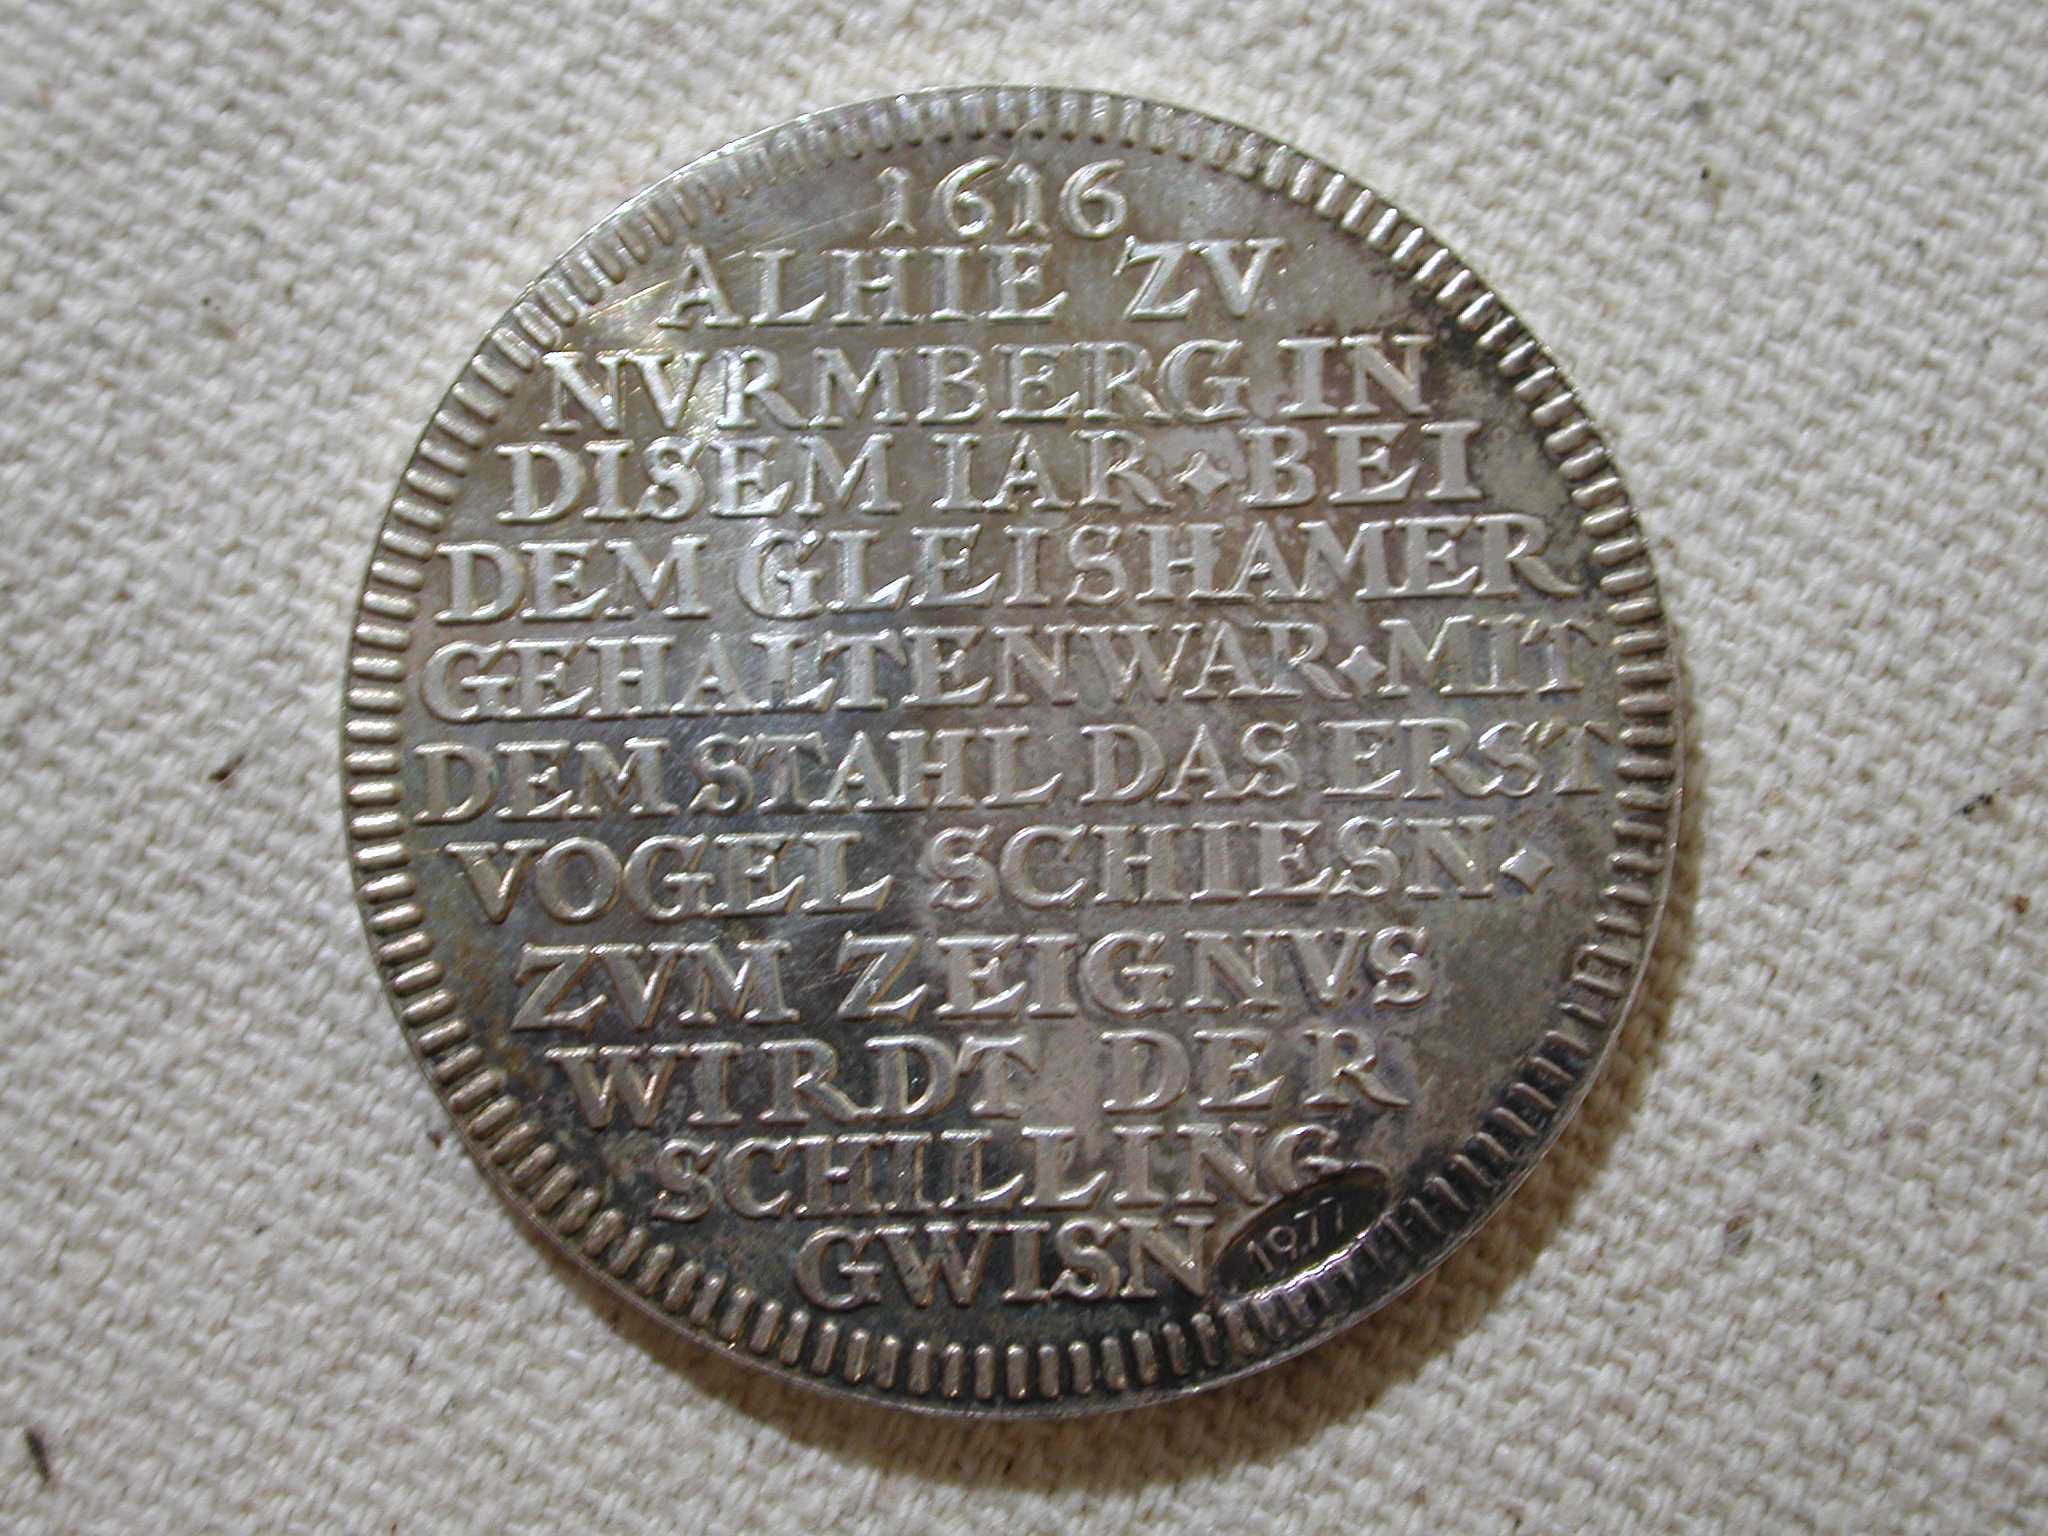 1616
ALHIE ZV
NVRMBERG IN
DISEM IAR⬩BEI
DEM GLEISHAMER
GEHALTEN WAR⬩MIT
DEM STAHL DAS ERST
VOGEL SCHIESN⬩
ZVM ZEIGNVS
WIRDT DER
SCHILLING
GWISN
1977